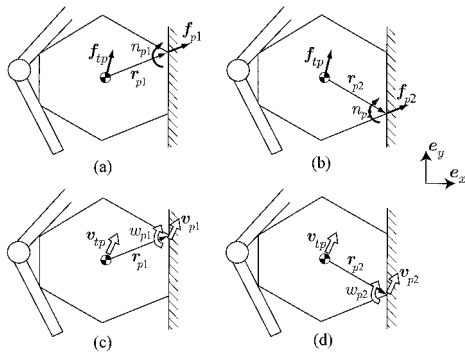 f_tp n_p1 f_p1
r_p1
(a)
f_tp r_p2 f_p2
n_p2
(b)
e_y e_x
v_tp w_p1 v_p1
r_p1
(c)
v_tp r_p2 v_p2
w_p2
(d)